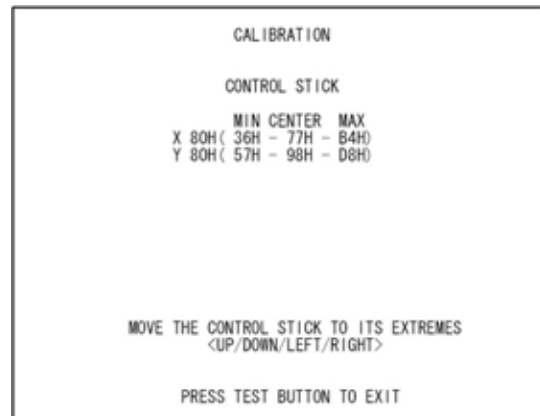 CALIBRATION
CONTROL STICK
MIN CENTER MAX
X 80H( 36H - 77H - B4H)
Y 80H( 57H - 98H - D8H)
MOVE THE CONTROL STICK TO ITS EXTREMES
<UP/DOWN/LEFT/RIGHT>
PRESS TEST BUTTON TO EXIT